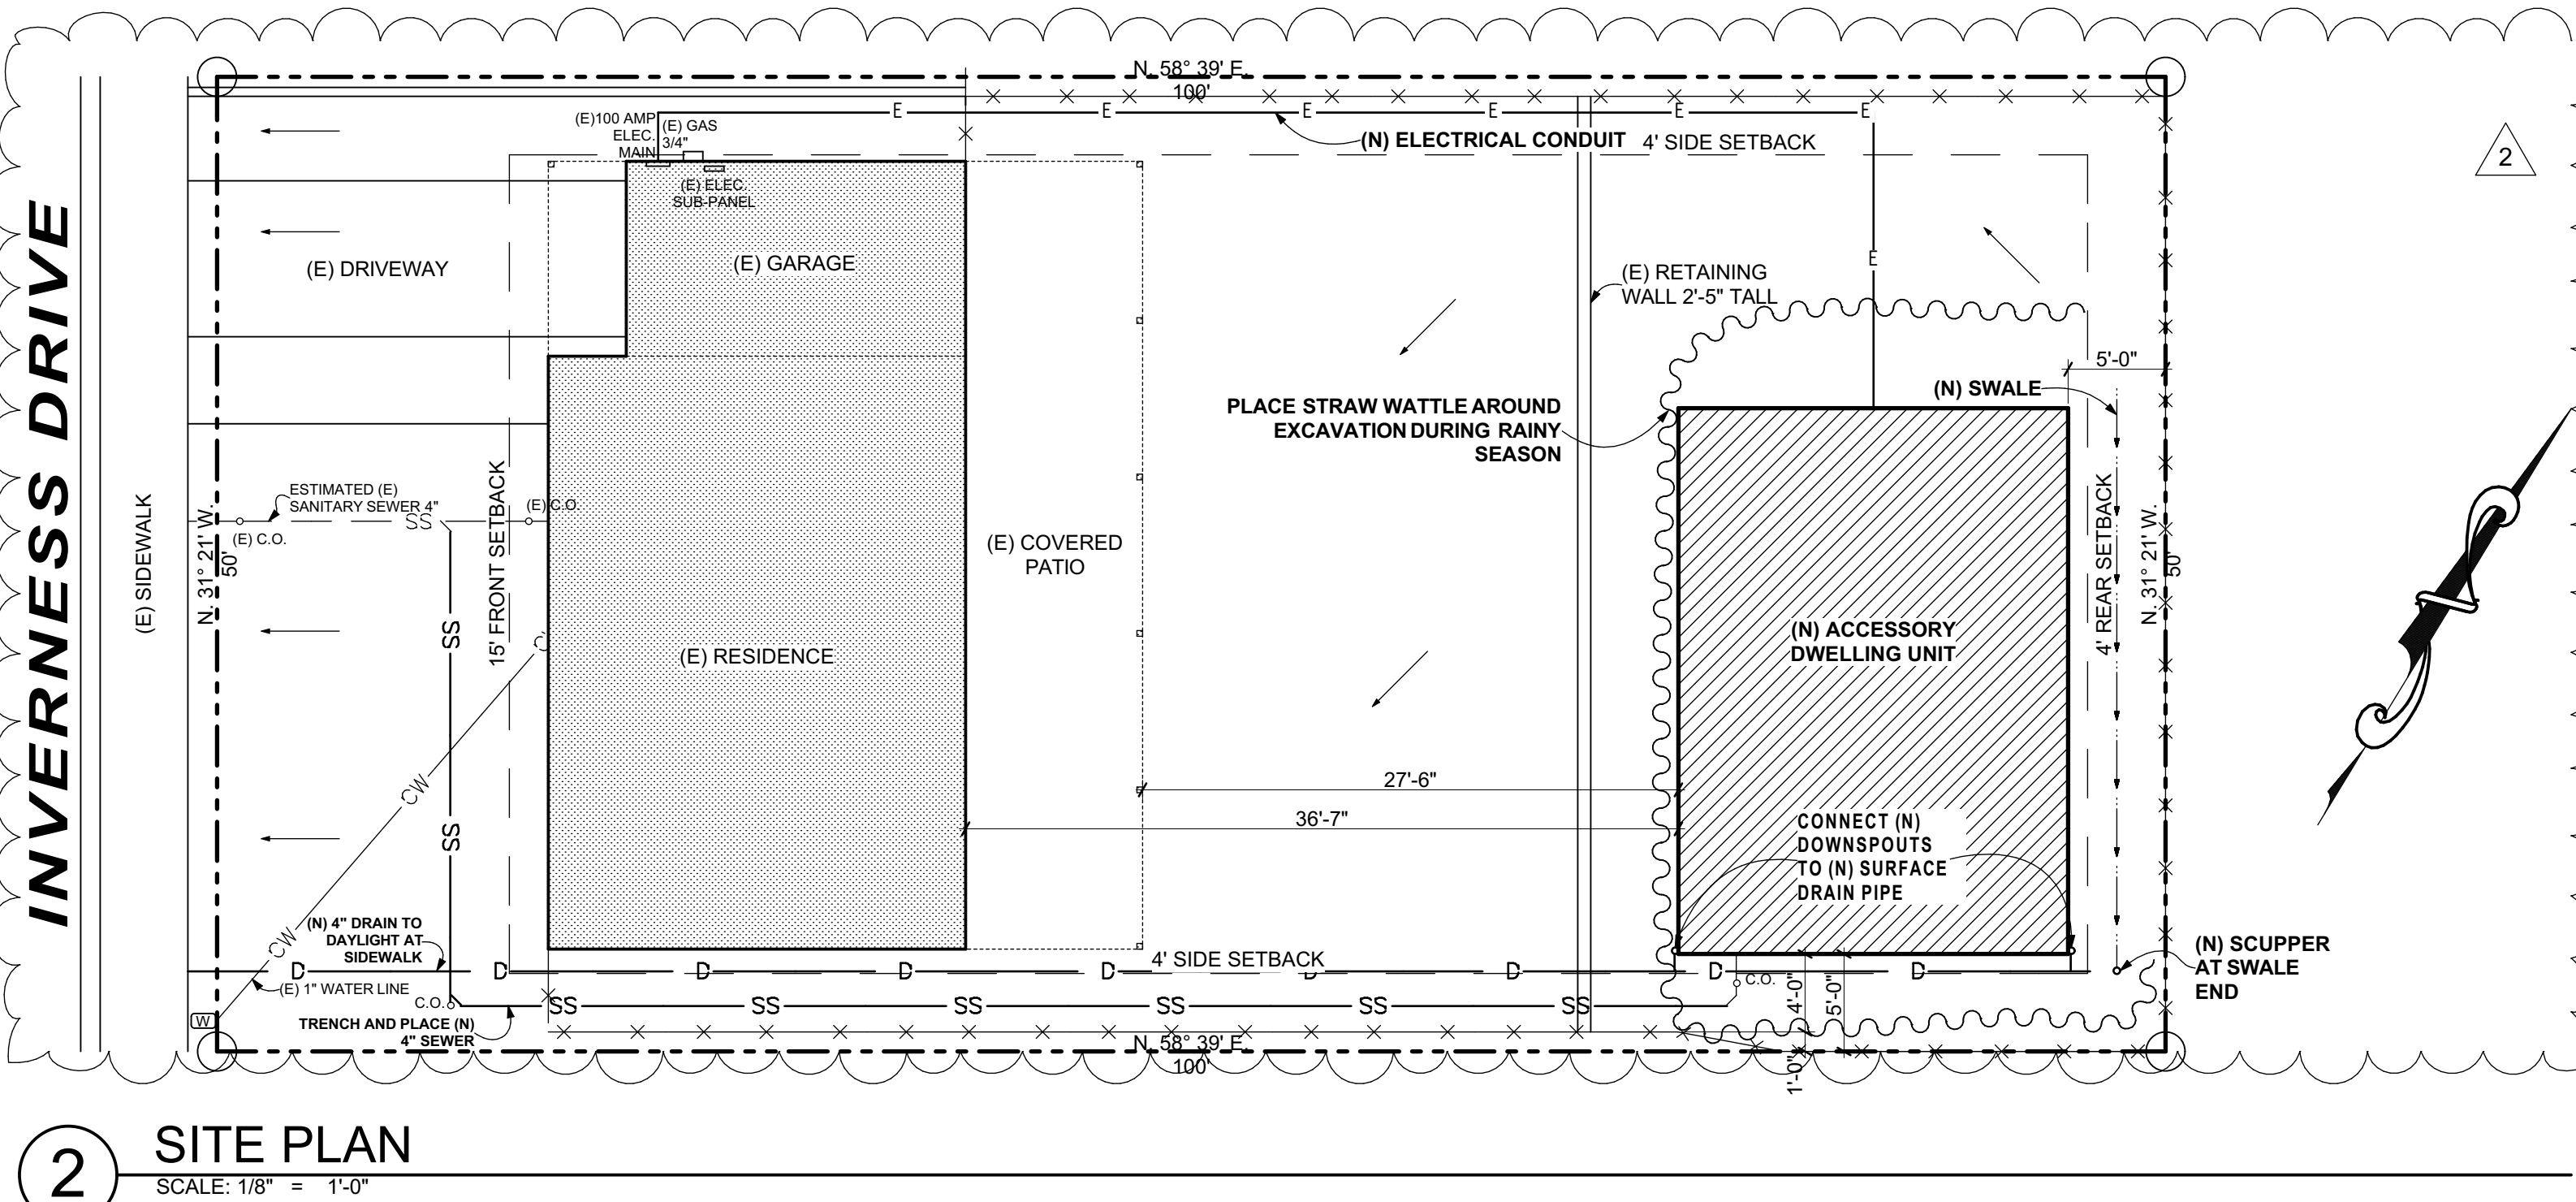 N. 58° 39' E.
100'
(E)100 AMP
ELEC.
MAIN
(E) GAS
3/4"
(E) ELEC.
SUB-PANEL
E
E
E
E
E
E
E
(N) ELECTRICAL CONDUIT
4' SIDE SETBACK
2
INVERNESS DRIVE
(E) SIDEWALK
(E) DRIVEWAY
(E) GARAGE
(E) RETAINING
WALL 2'-5" TALL
5'-0"
(N) SWALE
PLACE STRAW WATTLE AROUND
EXCAVATION DURING RAINY
SEASON
ESTIMATED (E)
SANITARY SEWER 4"
SS
(E) C.O.
(E) C.O.
N. 31° 21' W.
50'
15' FRONT SETBACK
(E) COVERED
PATIO
4' REAR SETBACK
N. 31° 21' W.
50'
SS
SS
(E) RESIDENCE
(N) ACCESSORY
DWELLING UNIT
CW
CW
27'-6"
36'-7"
CONNECT (N)
DOWNSPOUTS
TO (N) SURFACE
DRAIN PIPE
(N) 4" DRAIN TO
DAYLIGHT AT
SIDEWALK
4' SIDE SETBACK
(N) SCUPPER
AT SWALE
END
D
D
D
D
D
D
D
D
D
(E) 1" WATER LINE
C.O.
C.O.
W
SS
SS
SS
SS
SS
SS
TRENCH AND PLACE (N)
4" SEWER
4'-0"
5'-0"
1'-0"
N. 58° 39' E.
100'
2
SITE PLAN
SCALE: 1/8" = 1'-0"